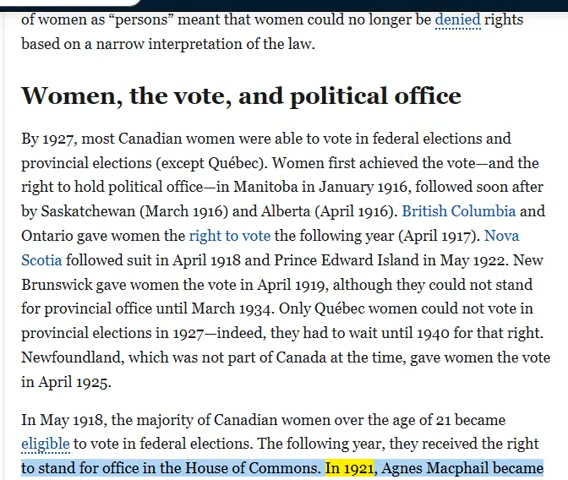 of women as “persons” meant that women could no longer be denied rights
based on a narrow interpretation of the law.
Women, the vote, and political office
By 1927, most Canadian women were able to vote in federal elections and
provincial elections (except Québec). Women first achieved the vote—and the
right to hold political office—in Manitoba in January 1916, followed soon after
by Saskatchewan (March 1916) and Alberta (April 1916). British Columbia and
Ontario gave women the right to vote the following year (April 1917). Nova
Scotia followed suit in April 1918 and Prince Edward Island in May 1922. New
Brunswick gave women the vote in April 1919, although they could not stand
for provincial office until March 1934. Only Québec women could not vote in
provincial elections in 1927—indeed, they had to wait until 1940 for that right.
Newfoundland, which was not part of Canada at the time, gave women the vote
in April 1925.
In May 1918, the majority of Canadian women over the age of 21 became
eligible to vote in federal elections. The following year, they received the right
to stand for office in the House of Commons. In 1921, Agnes Macphail became